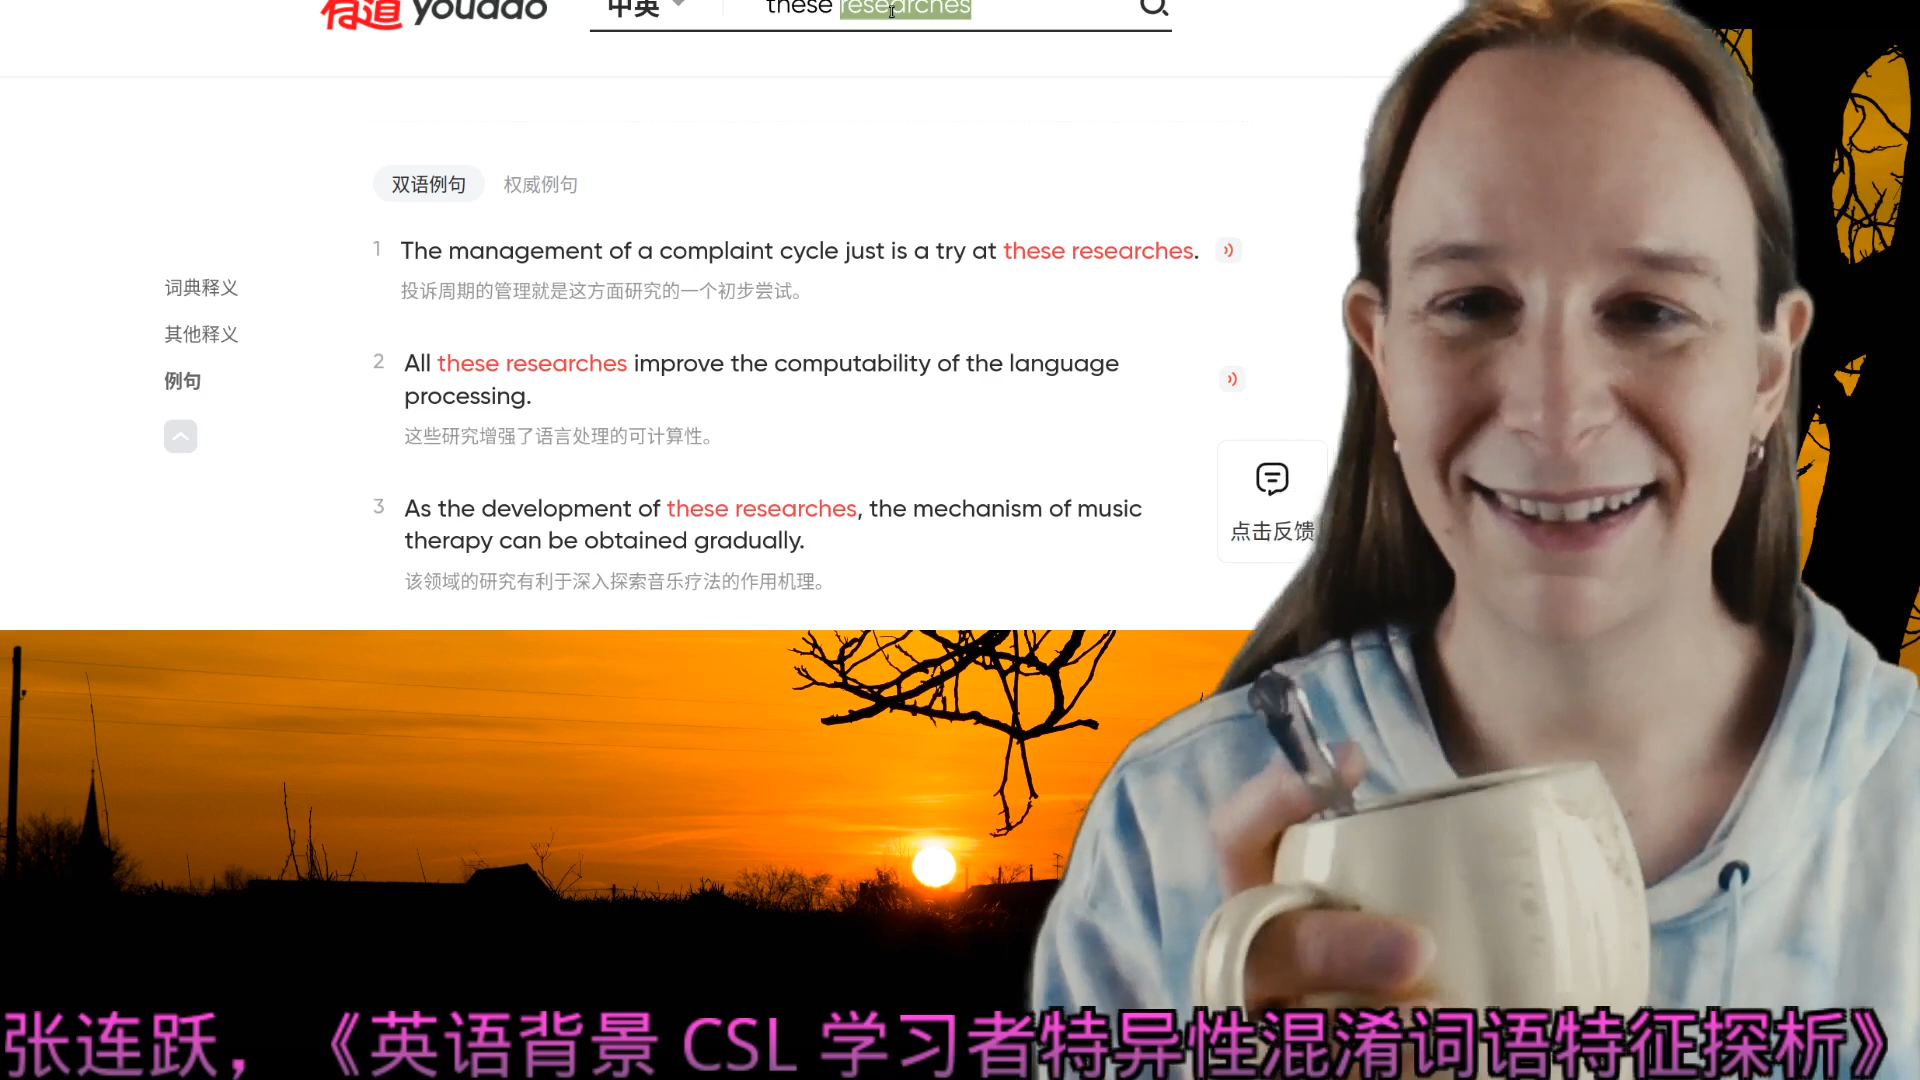 有道 youdao
中英
these researches
双语例句
权威例句
词典释义
其他释义
例句
1 The management of a complaint cycle just is a try at these researches.
投诉周期的管理就是这方面研究的一个初步尝试。
2 All these researches improve the computability of the language
processing.
这些研究增强了语言处理的可计算性。
3 As the development of these researches, the mechanism of music
therapy can be obtained gradually.
该领域的研究有利于深入探索音乐疗法的作用机理。
点击反馈
张连跃，《英语背景 CSL 学习者特异性混淆词语特征探析》